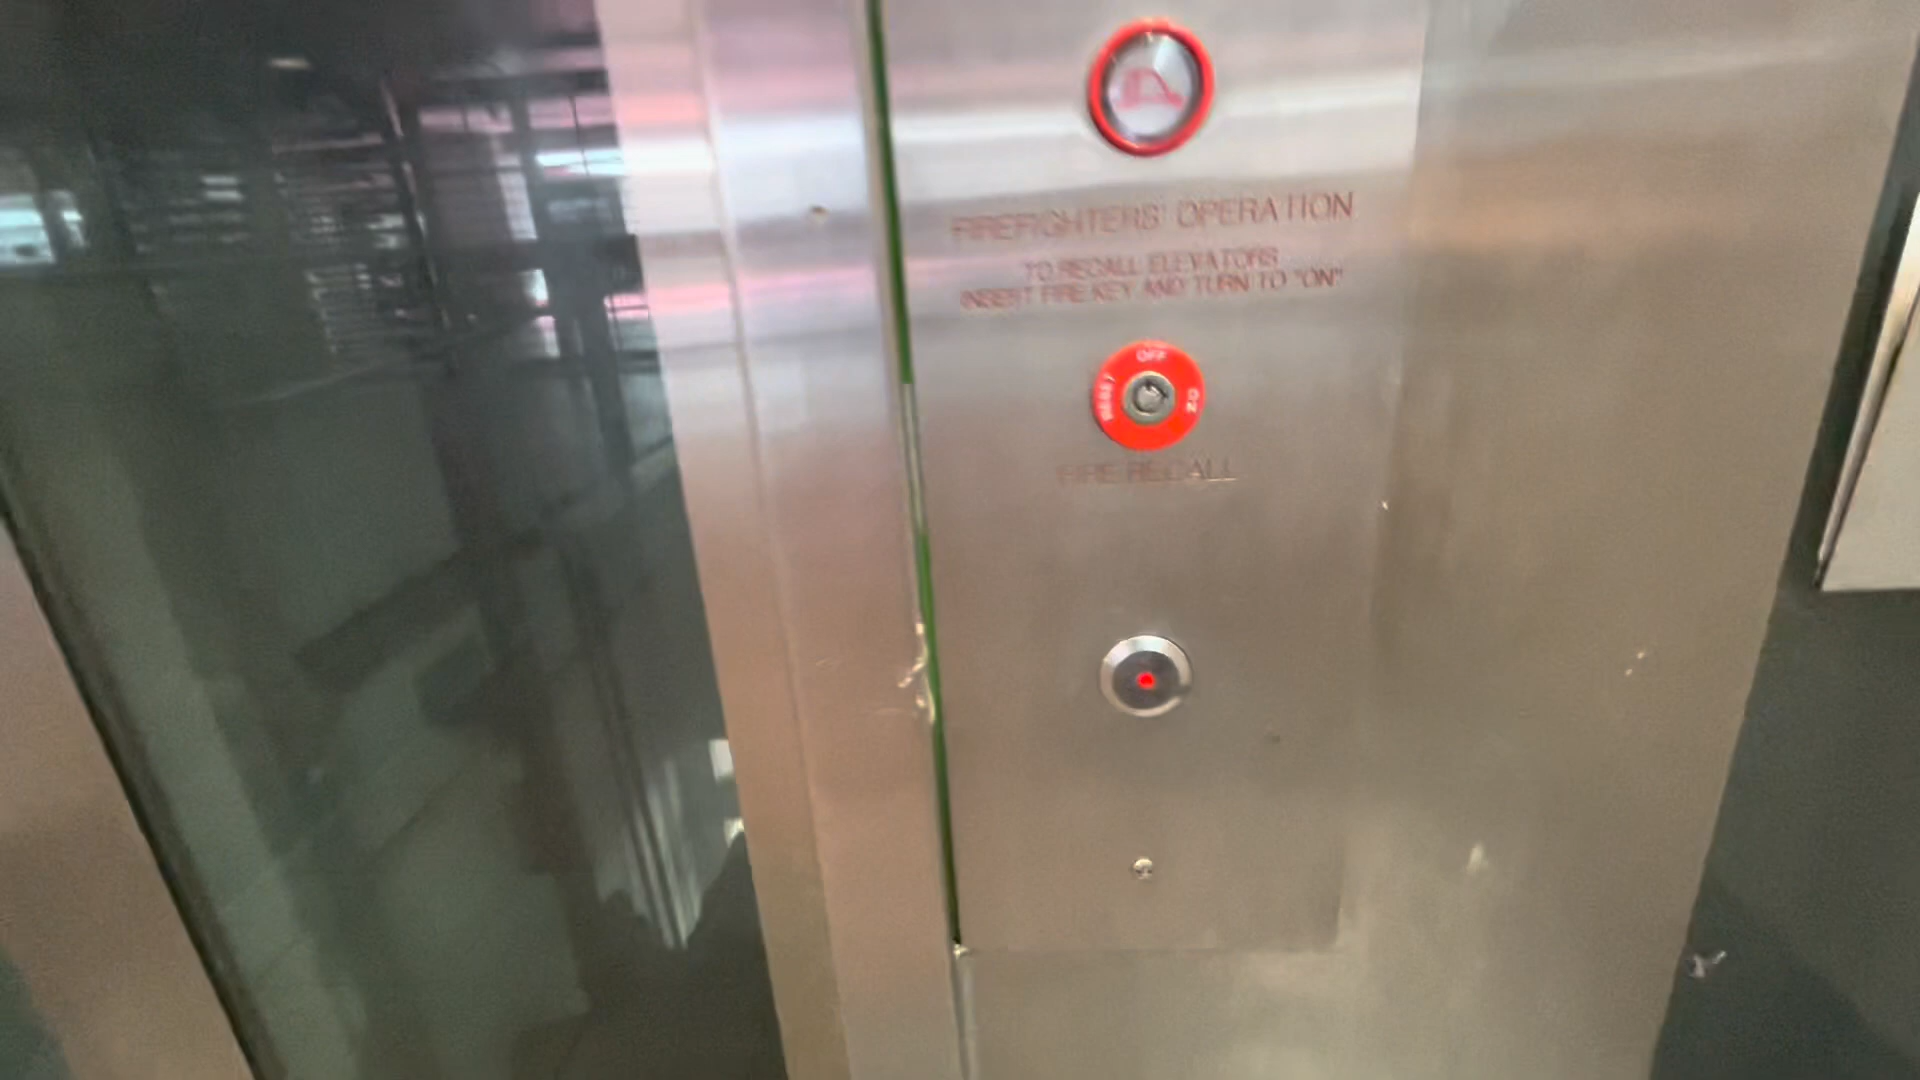 FIREFIGHTERS' OPERATION
TO RECALL ELEVATORS
INSERT FIRE KEY AND TURN TO "ON"
OFF
RESET
ON
FIRE RECALL